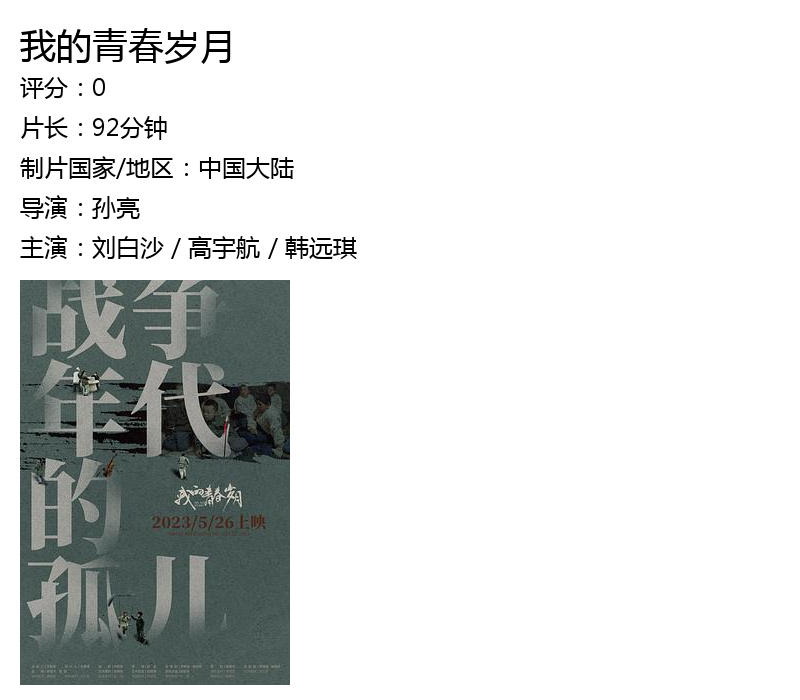 我的青春岁月
评分：0
片长：92分钟
制片国家/地区：中国大陆
导演：孙亮
主演：刘白沙 / 高宇航 / 韩远琪
战争
年代
的
孤儿
我的青春岁月
2023/5/26上映